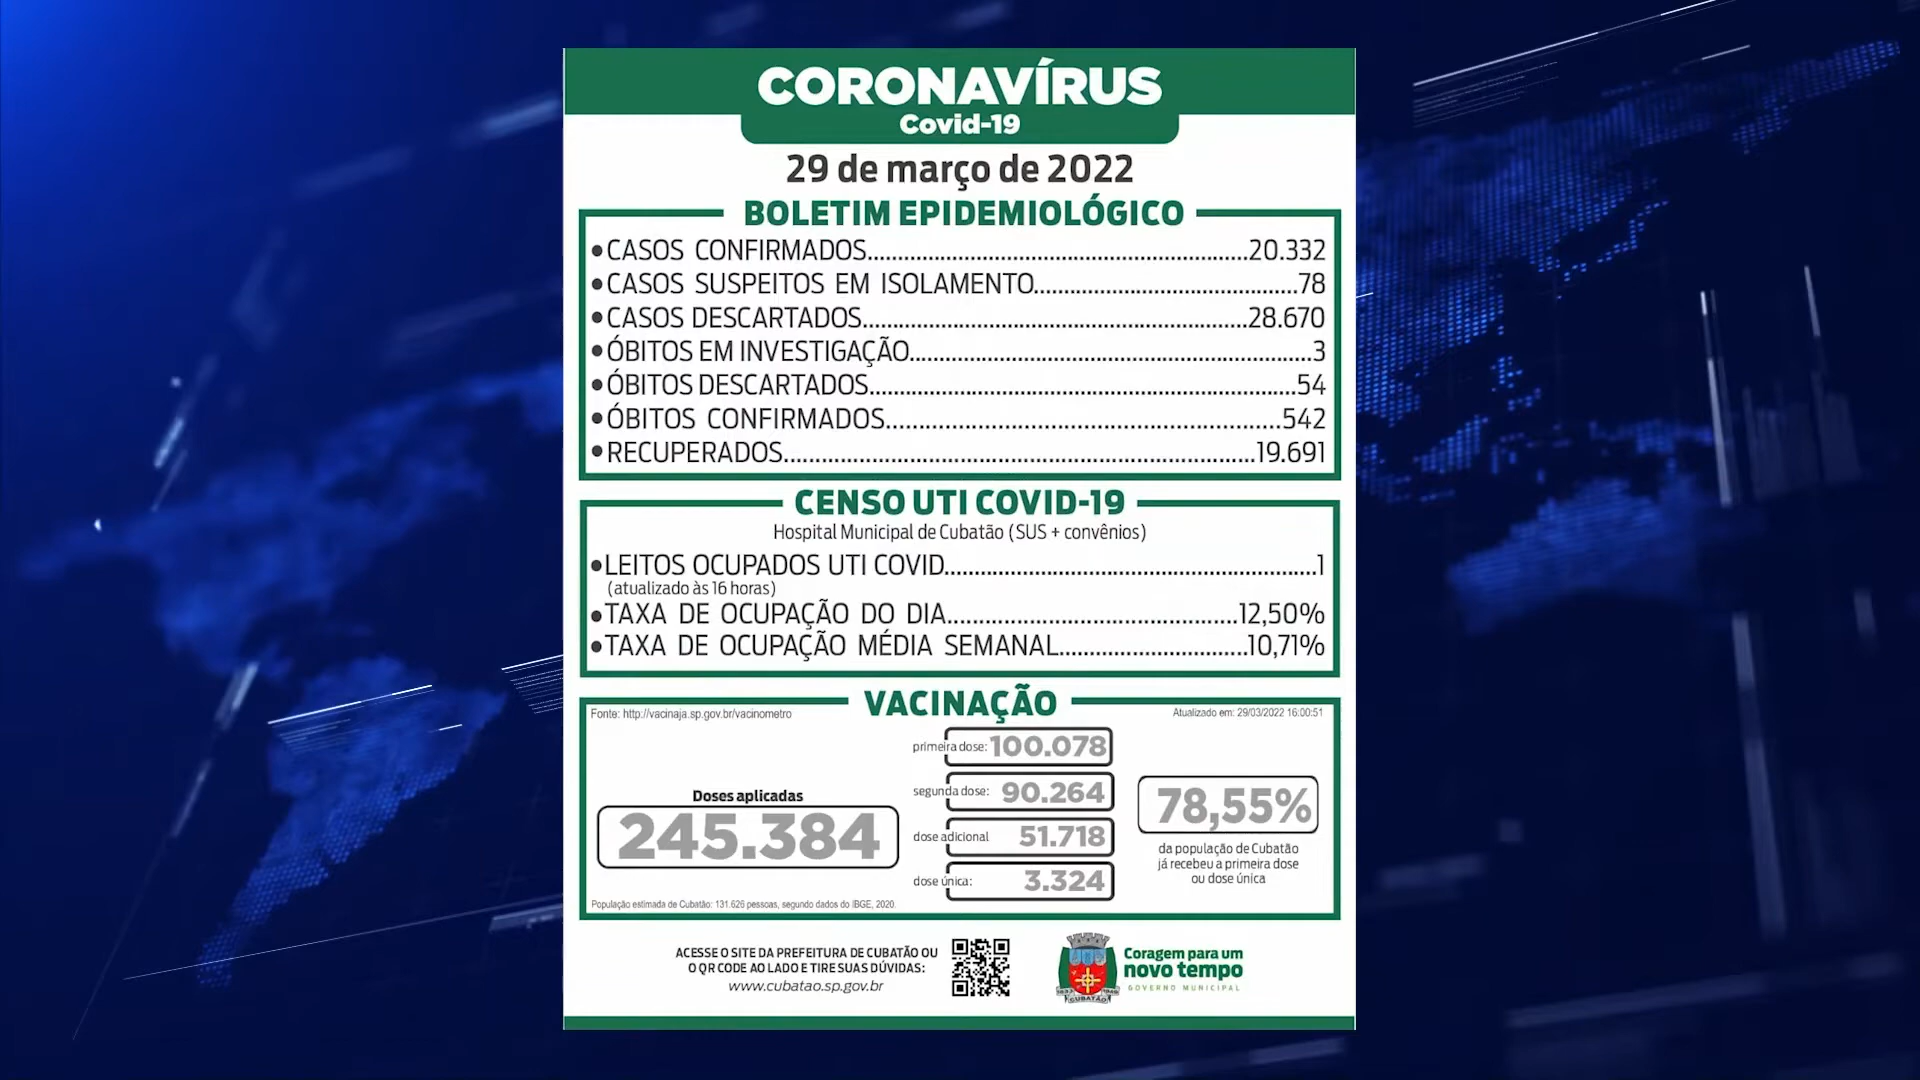 CORONAVÍRUS
Covid-19
29 de março de 2022
BOLETIM EPIDEMIOLÓGICO
•CASOS CONFIRMADOS..........20.332
•CASOS SUSPEITOS EM ISOLAMENTO..........78
•CASOS DESCARTADOS..........28.670
•ÓBITOS EM INVESTIGAÇÃO..........3
•ÓBITOS DESCARTADOS..........54
•ÓBITOS CONFIRMADOS..........542
•RECUPERADOS..........19.691
CENSO UTI COVID-19
Hospital Municipal de Cubatão (SUS + convênios)
•LEITOS OCUPADOS UTI COVID..........1
(atualizado às 16 horas)
•TAXA DE OCUPAÇÃO DO DIA..........12,50%
•TAXA DE OCUPAÇÃO MÉDIA SEMANAL..........10,71%
VACINAÇÃO
Fonte: http://vacinaja.sp.gov.br/vacinometro
Atualizado em: 29/03/2022 16:00:51
Doses aplicadas
245.384
primeira dose: 100.078
segunda dose: 90.264
dose adicional 51.718
dose única: 3.324
78,55%
da população de Cubatão
já recebeu a primeira dose
ou dose única
População estimada de Cubatão: 131.626 pessoas, segundo dados do IBGE, 2020.
ACESSE O SITE DA PREFEITURA DE CUBATÃO OU
O QR CODE AO LADO E TIRE SUAS DÚVIDAS:
www.cubatao.sp.gov.br
CUBATÃO
Coragem para um
novo tempo
GOVERNO MUNICIPAL